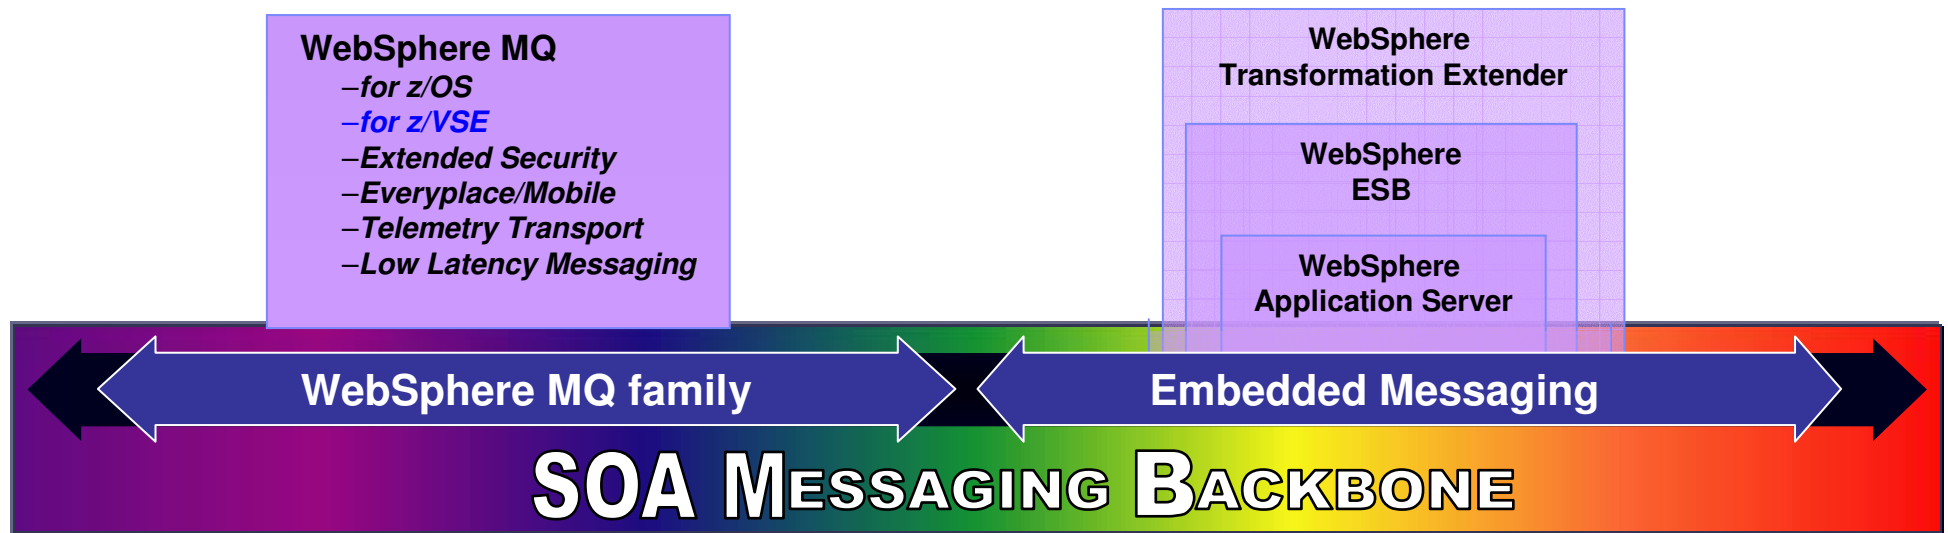 WebSphere MQ
–for z/OS
–for z/VSE
–Extended Security
–Everyplace/Mobile
–Telemetry Transport
–Low Latency Messaging
WebSphere
Transformation Extender
WebSphere
ESB
WebSphere
Application Server
WebSphere MQ family
Embedded Messaging
SOA MESSAGING BACKBONE